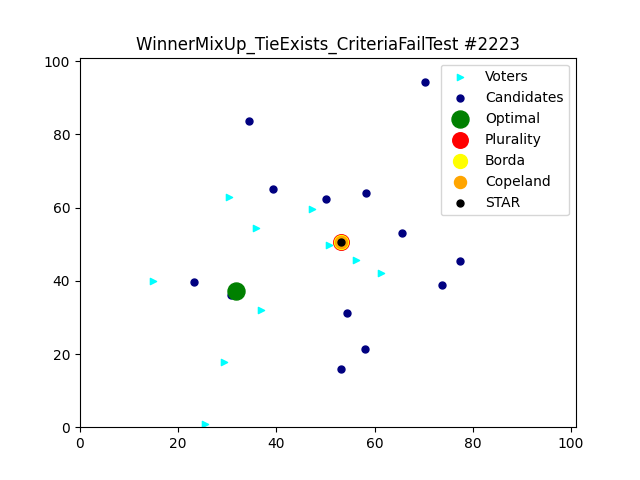 WinnerMixUp_TieExists_CriteriaFailTest #2223
Voters
Candidates
Optimal
Plurality
Borda
Copeland
STAR
100
80
60
40
20
0
0 20 40 60 80 100